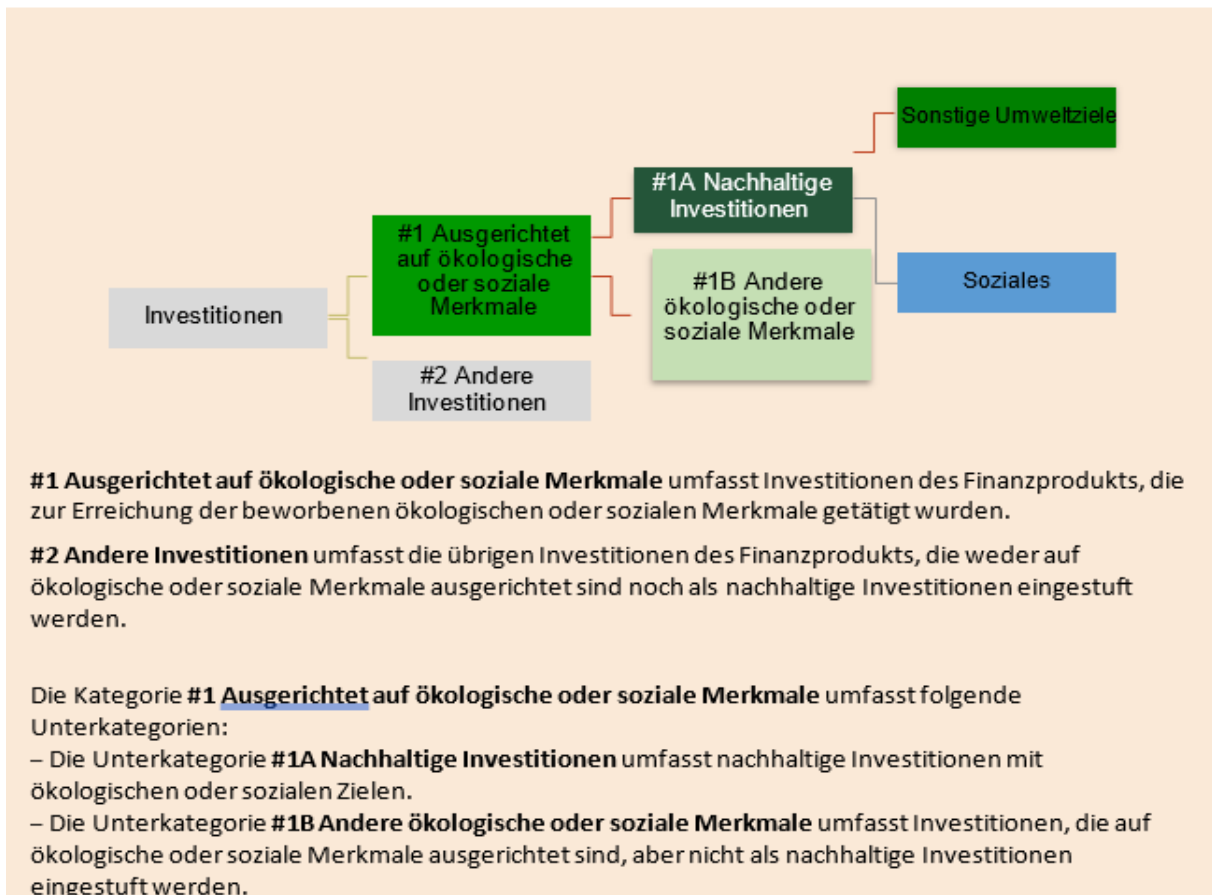 Sonstige Umweltziele
#1A Nachhaltige
Investitionen
#1 Ausgerichtet
auf ökologische
oder soziale
Merkmale
#1B Andere
ökologische oder
soziale Merkmale
Soziales
Investitionen
#2 Andere
Investitionen
#1 Ausgerichtet auf ökologische oder soziale Merkmale umfasst Investitionen des Finanzprodukts, die
zur Erreichung der beworbenen ökologischen oder sozialen Merkmale getätigt wurden.
#2 Andere Investitionen umfasst die übrigen Investitionen des Finanzprodukts, die weder auf
ökologische oder soziale Merkmale ausgerichtet sind noch als nachhaltige Investitionen eingestuft
werden.
Die Kategorie #1 Ausgerichtet auf ökologische oder soziale Merkmale umfasst folgende
Unterkategorien:
– Die Unterkategorie #1A Nachhaltige Investitionen umfasst nachhaltige Investitionen mit
ökologischen oder sozialen Zielen.
– Die Unterkategorie #1B Andere ökologische oder soziale Merkmale umfasst Investitionen, die auf
ökologische oder soziale Merkmale ausgerichtet sind, aber nicht als nachhaltige Investitionen
eingestuft werden.